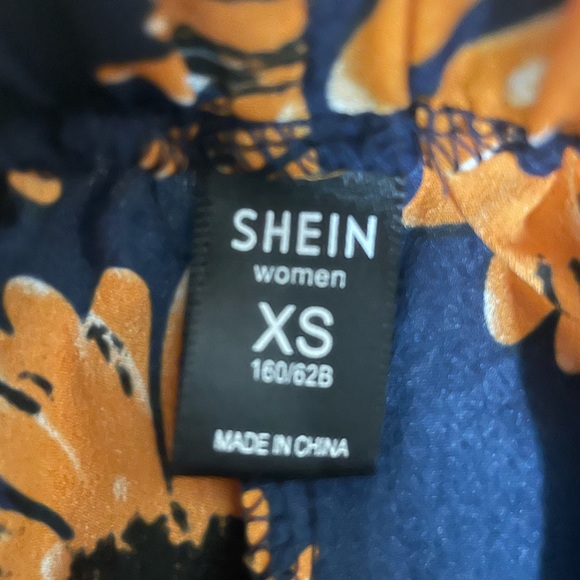 SHEIN
women
XS
160/62B
MADE IN CHINA